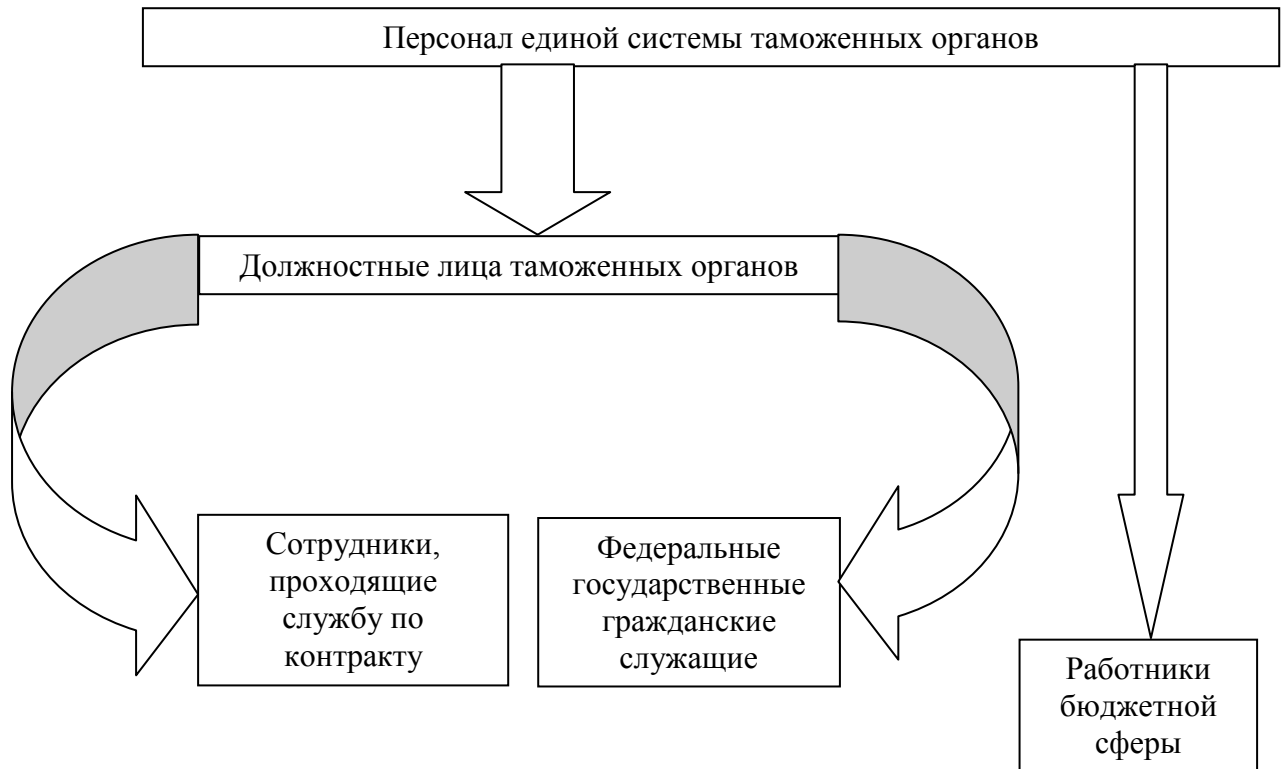 Персонал единой системы таможенных органов
Должностные лица таможенных органов
Сотрудники,
проходящие
службу по
контракту
Федеральные
государственные
гражданские
служащие
Работники
бюджетной
сферы